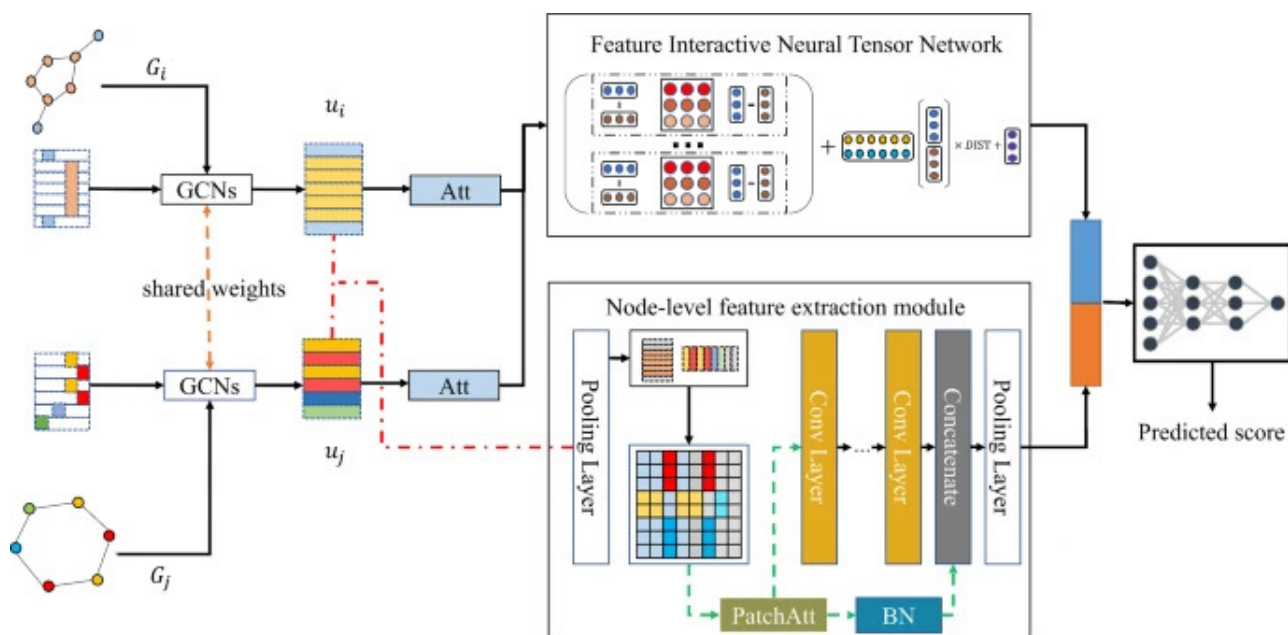 Feature Interactive Neural Tensor Network
G_i
u_i
GCNs
Att
+
× DIST +
shared weights
Node-level feature extraction module
GCNs
Att
u_j
Pooling Layer
Conv Layer
...
Conv Layer
Concatenate
Pooling Layer
Predicted score
G_j
PatchAtt
BN